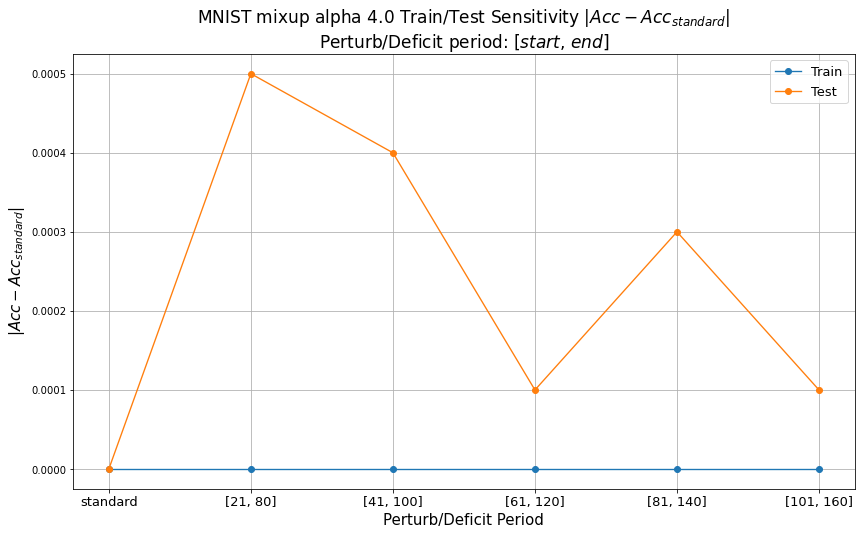 MNIST mixup alpha 4.0 Train/Test Sensitivity |Acc − Acc_standard|
Perturb/Deficit period: [start, end]
Train
Test
|Acc − Acc_standard|
0.0005
0.0004
0.0003
0.0002
0.0001
0.0000
standard
[21, 80]
[41, 100]
[61, 120]
[81, 140]
[101, 160]
Perturb/Deficit Period